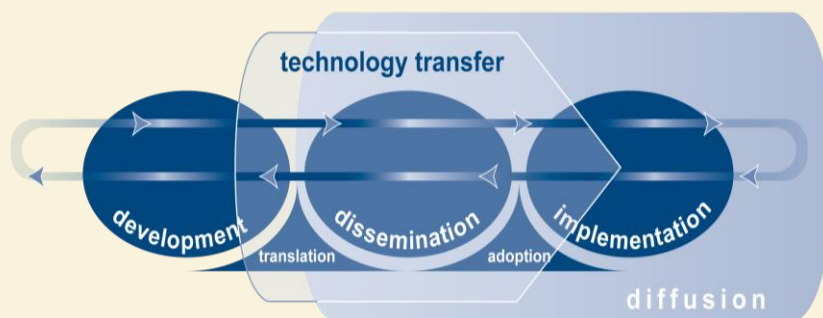 technology transfer
development
dissemination
implementation
translation
adoption
diffusion